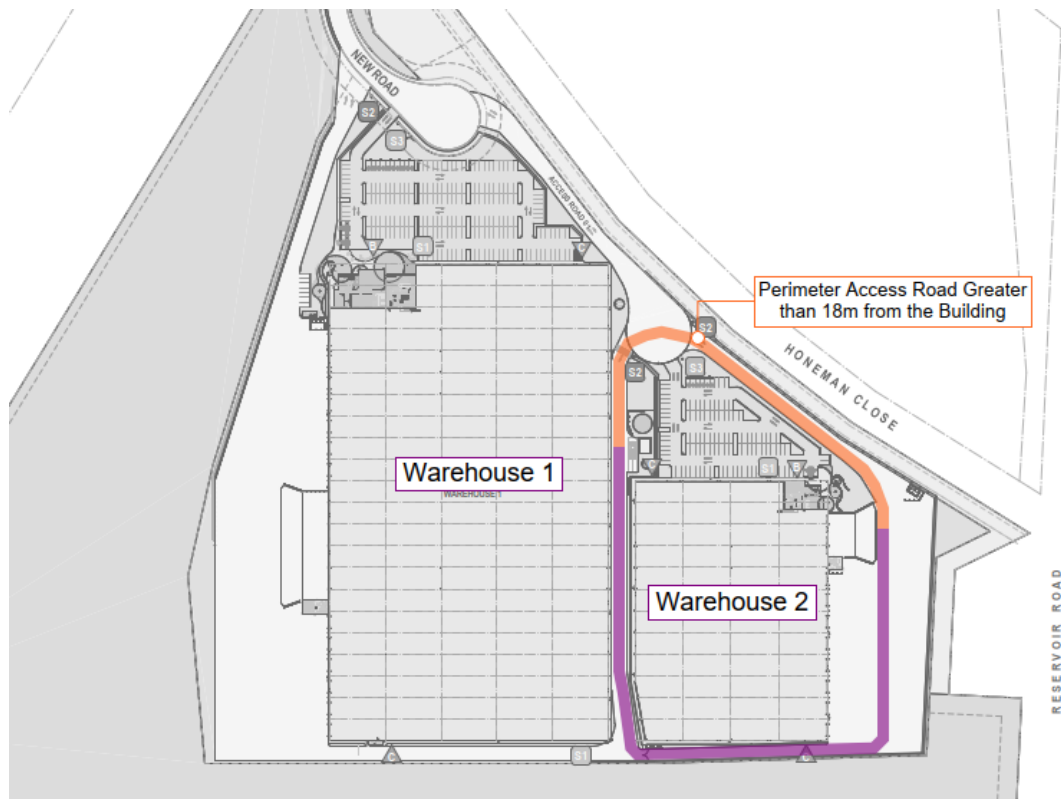 NEW ROAD
S2
S3
ACCESS ROAD
S1
C
Perimeter Access Road Greater
than 18m from the Building
S2
HONEMAN CLOSE
S2
S3
Warehouse 1
WAREHOUSE 1
C
S1
Warehouse 2
RESERVOIR ROAD
C
S1
C